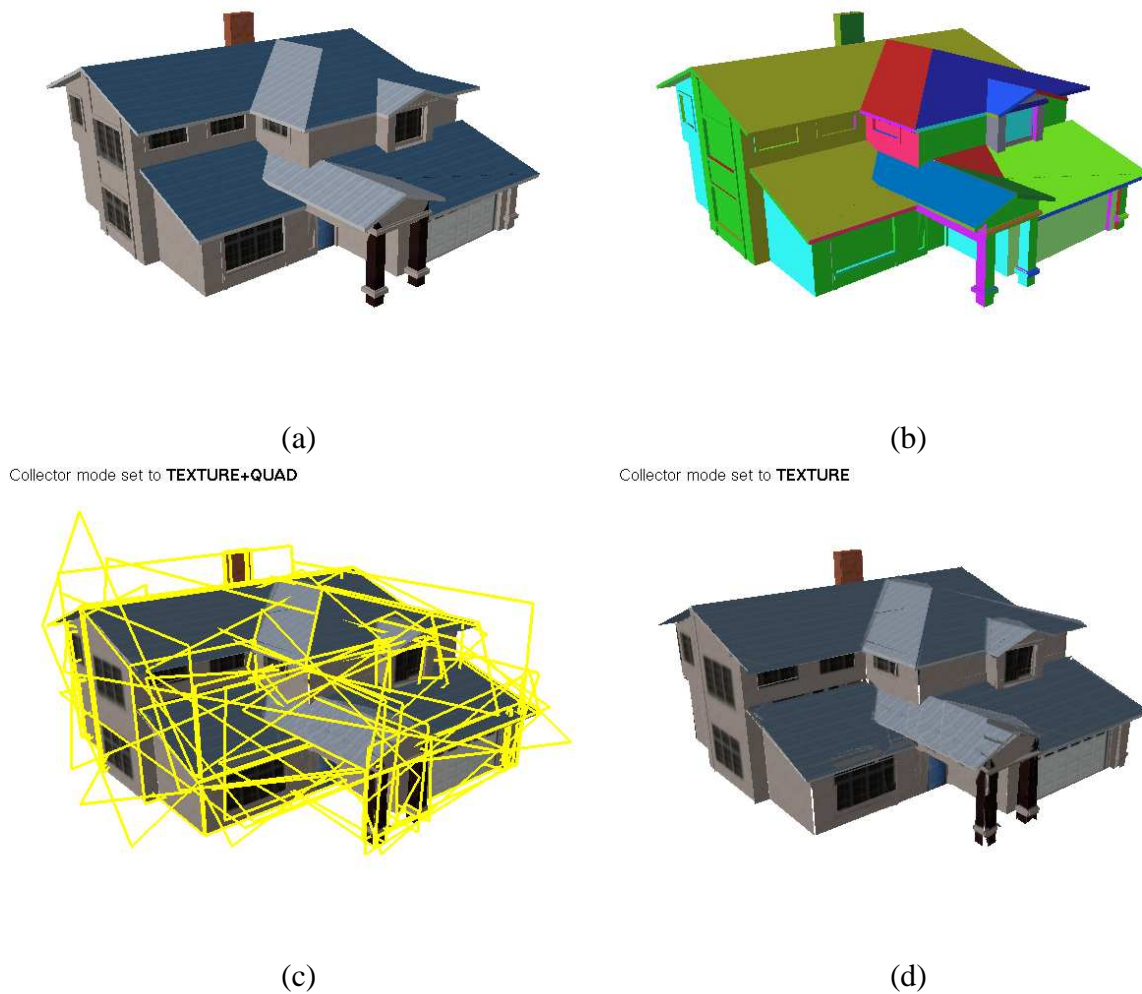 (a)
(b)
Collector mode set to TEXTURE+QUAD
Collector mode set to TEXTURE
(c)
(d)